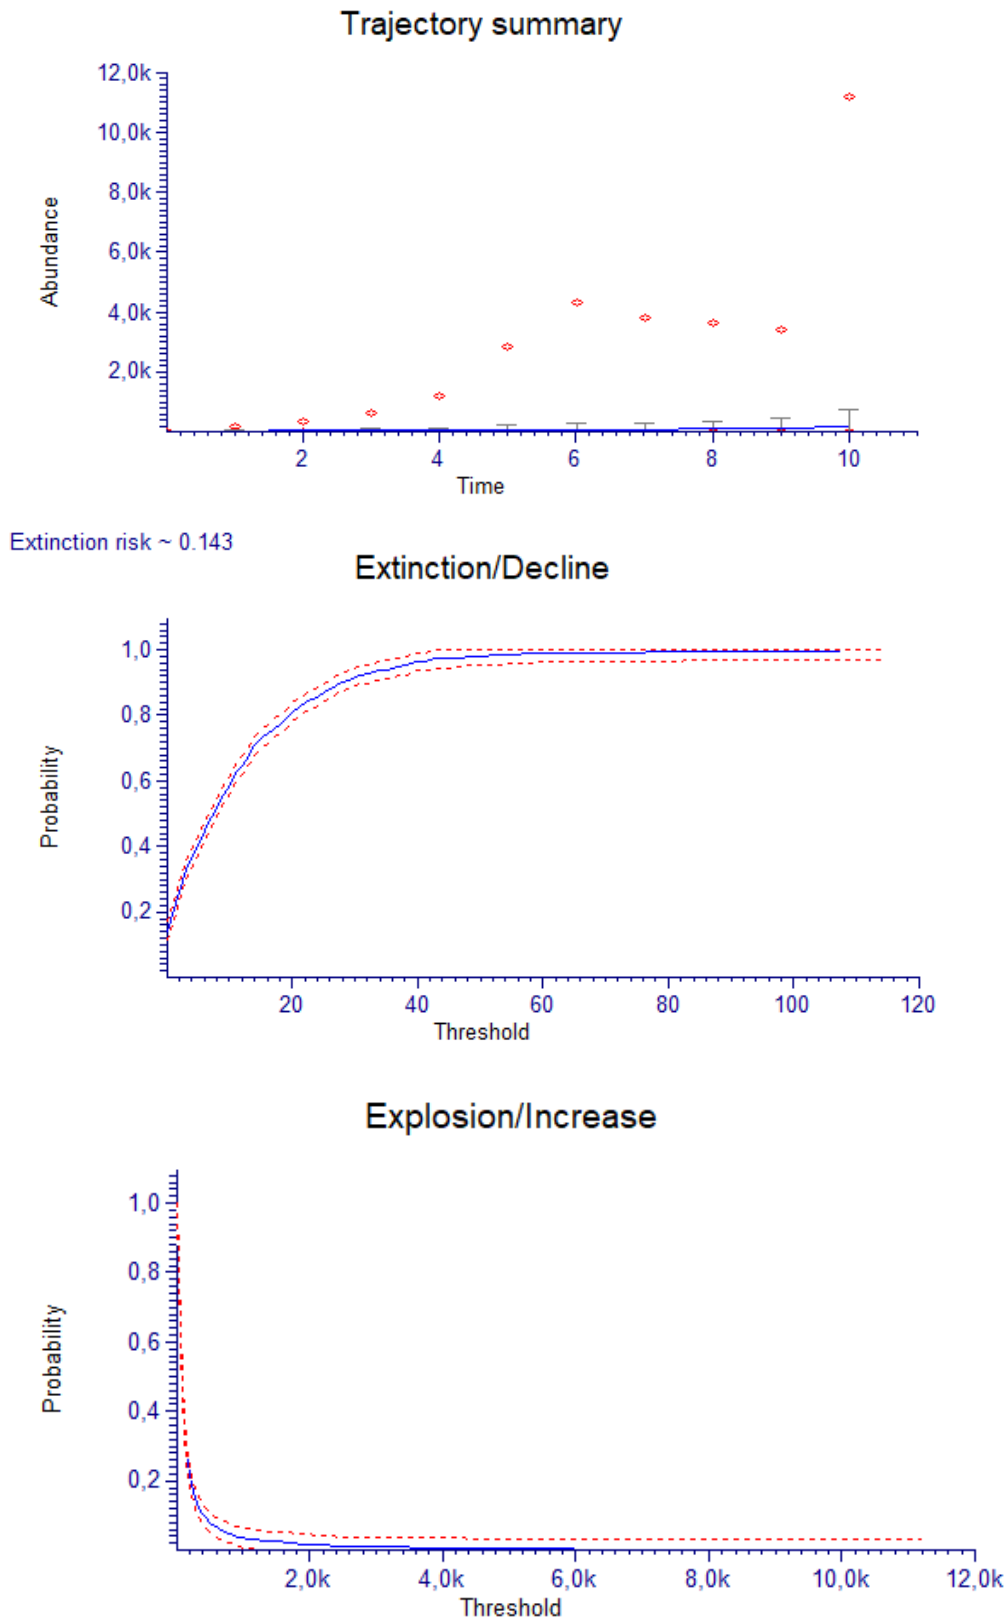 Trajectory summary
12,0k
10,0k
8,0k
6,0k
4,0k
2,0k
Abundance
2 4 6 8 10
Time
Extinction risk ~ 0.143
Extinction/Decline
1,0
0,8
0,6
0,4
0,2
Probability
20 40 60 80 100 120
Threshold
Explosion/Increase
1,0
0,8
0,6
0,4
0,2
Probability
2,0k 4,0k 6,0k 8,0k 10,0k 12,0k
Threshold